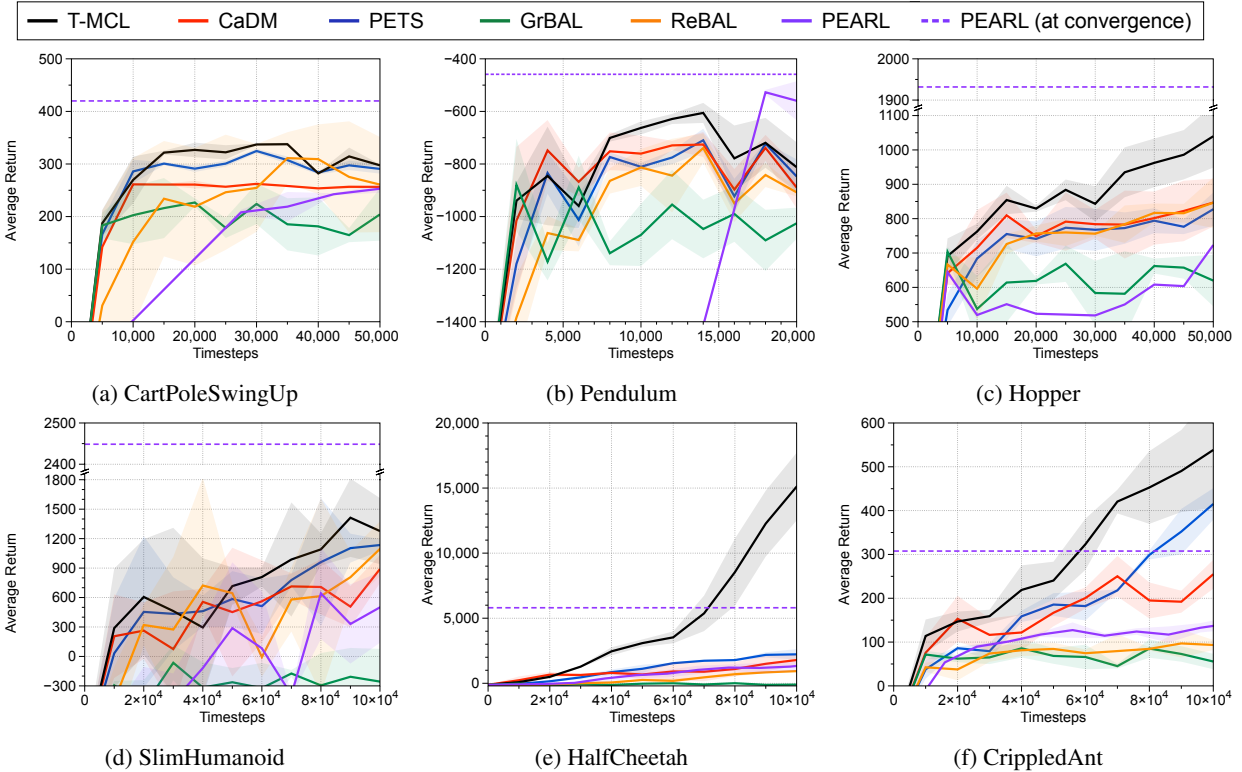 T-MCL CaDM PETS GrBAL ReBAL PEARL PEARL (at convergence)
500
400
300
200
100
0
Average Return
0 10,000 20,000 30,000 40,000 50,000
Timesteps
(a) CartPoleSwingUp
−400
−600
−800
−1000
−1200
−1400
Average Return
0 5,000 10,000 15,000 20,000
Timesteps
(b) Pendulum
2000
1900
1100
1000
900
800
700
600
500
Average Return
0 10,000 20,000 30,000 40,000 50,000
Timesteps
(c) Hopper
2500
2400
1800
1500
1200
900
600
300
0
−300
Average Return
0 2×10⁴ 4×10⁴ 6×10⁴ 8×10⁴ 10×10⁴
Timesteps
(d) SlimHumanoid
20,000
15,000
10,000
5,000
0
Average Return
0 2×10⁴ 4×10⁴ 6×10⁴ 8×10⁴ 10×10⁴
Timesteps
(e) HalfCheetah
600
500
400
300
200
100
0
Average Return
0 2×10⁴ 4×10⁴ 6×10⁴ 8×10⁴ 10×10⁴
Timesteps
(f) CrippledAnt